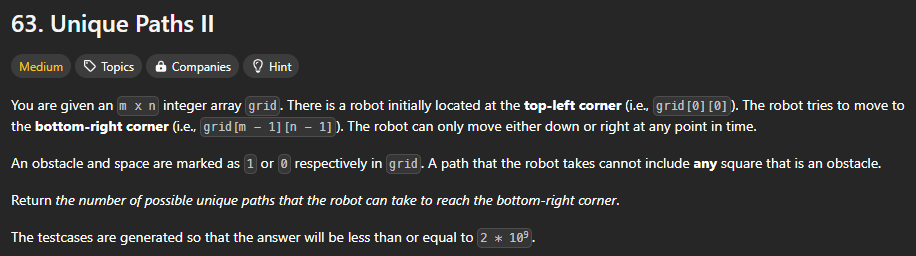 63. Unique Paths II
Medium Topics Companies Hint
You are given an m x n integer array grid. There is a robot initially located at the top-left corner (i.e., grid[0][0]). The robot tries to move to
the bottom-right corner (i.e., grid[m - 1][n - 1]). The robot can only move either down or right at any point in time.
An obstacle and space are marked as 1 or 0 respectively in grid. A path that the robot takes cannot include any square that is an obstacle.
Return the number of possible unique paths that the robot can take to reach the bottom-right corner.
The testcases are generated so that the answer will be less than or equal to 2 * 10⁹.